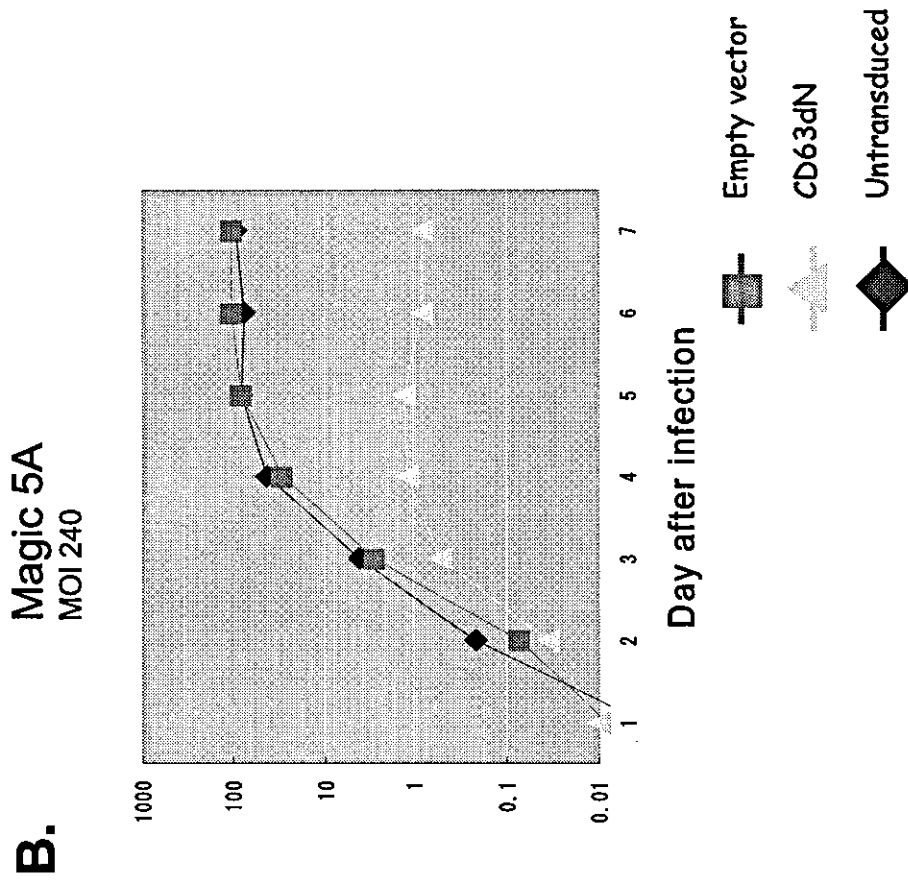 B.
Magic 5A
MOI 240
1000
100
10
1
0.1
0.01
1 2 3 4 5 6 7
Day after infection
Empty vector
CD63dN
Untransduced